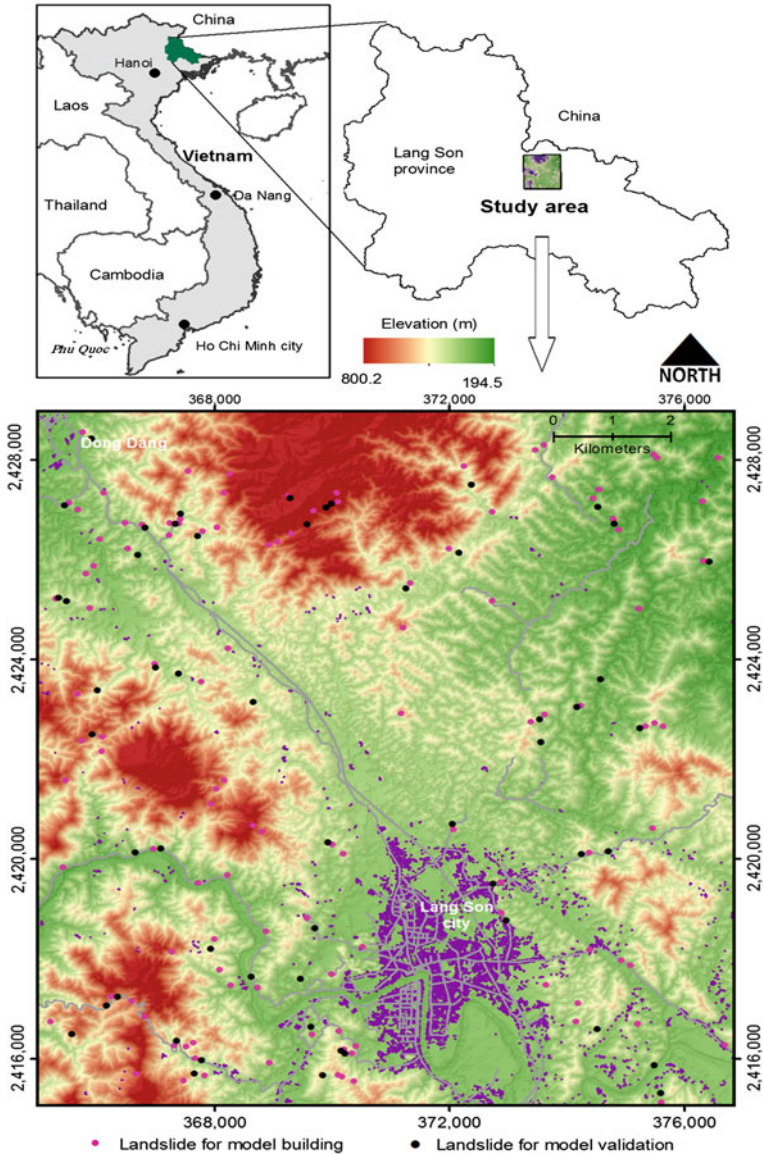 China
Hanoi
Laos
Vietnam
Da Nang
Thailand
Cambodia
Phu Quoc
Ho Chi Minh city
China
Lang Son
province
Study area
Elevation (m)
800.2 194.5
NORTH
368,000 372,000 376,000
2,428,000
2,424,000
2,420,000
2,416,000
Dong Dang
0 1 2
Kilometers
2,428,000
2,424,000
2,420,000
2,416,000
Lang Son
city
368,000 372,000 376,000
Landslide for model building Landslide for model validation